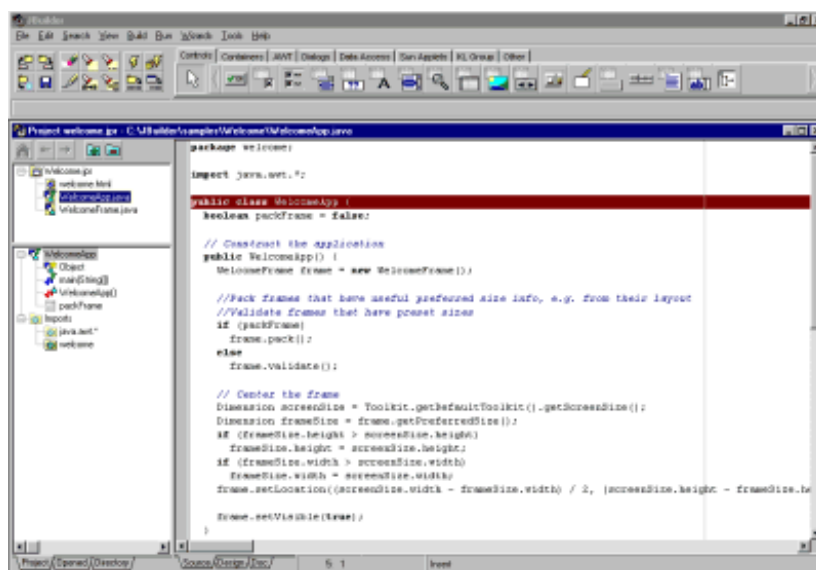 JBuilder
File Edit Search View Build Run Wizards Tools Help
Controls Containers AWT Dialogs Data Access Sun Applets KL Group Other
Project welcome.jpr - C:\JBuilder\samples\Welcome\WelcomeApp.java
Welcome.jpr
welcome.html
WelcomeApp.java
WelcomeFrame.java
WelcomeApp
Object
main(String[])
WelcomeApp()
packFrame
Imports
java.awt.*
welcome
package welcome;
import java.awt.*;
public class WelcomeApp {
boolean packFrame = false;
// Construct the application
public WelcomeApp() {
WelcomeFrame frame = new WelcomeFrame();
//Pack frames that have useful preferred size info, e.g. from their layout
//Validate frames that have preset sizes
if (packFrame)
frame.pack();
else
frame.validate();
// Center the frame
Dimension screenSize = Toolkit.getDefaultToolkit().getScreenSize();
Dimension frameSize = frame.getPreferredSize();
if (frameSize.height > screenSize.height)
frameSize.height = screenSize.height;
if (frameSize.width > screenSize.width)
frameSize.width = screenSize.width;
frame.setLocation((screenSize.width - frameSize.width) / 2, (screenSize.height - frameSize.he
frame.setVisible(true);
}
Project Opened Directory
Source Design Doc
5: 1 Insert